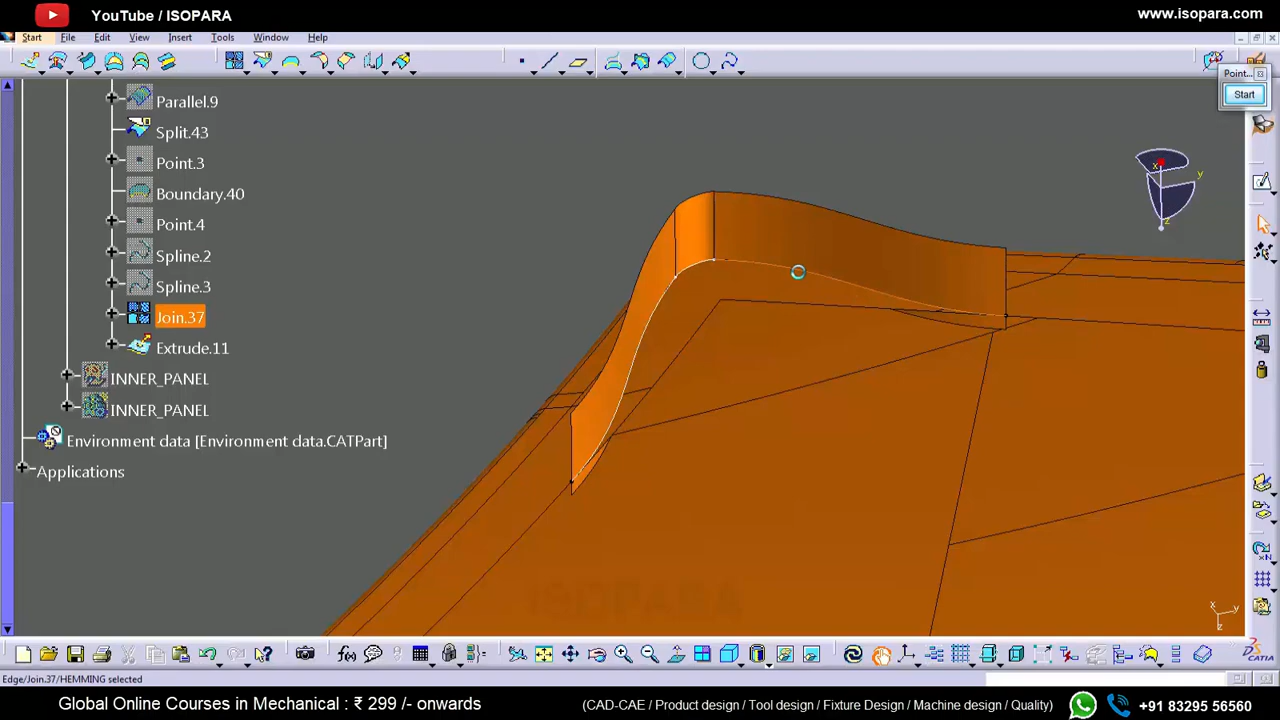 YouTube / ISOPARA
www.isopara.com
Start File Edit View Insert Tools Window Help
Point...
Start
Parallel.9
Split.43
Point.3
Boundary.40
Point.4
Spline.2
Spline.3
Join.37
Extrude.11
INNER_PANEL
INNER_PANEL
Environment data [Environment data.CATPart]
Applications
x
y
z
ISOPARA
x
y
z
CATIA
Edge/Join.37/HEMMING selected
Global Online Courses in Mechanical : ₹ 299 /- onwards
(CAD-CAE / Product design / Tool design / Fixture Design / Machine design / Quality)
+91 83295 56560